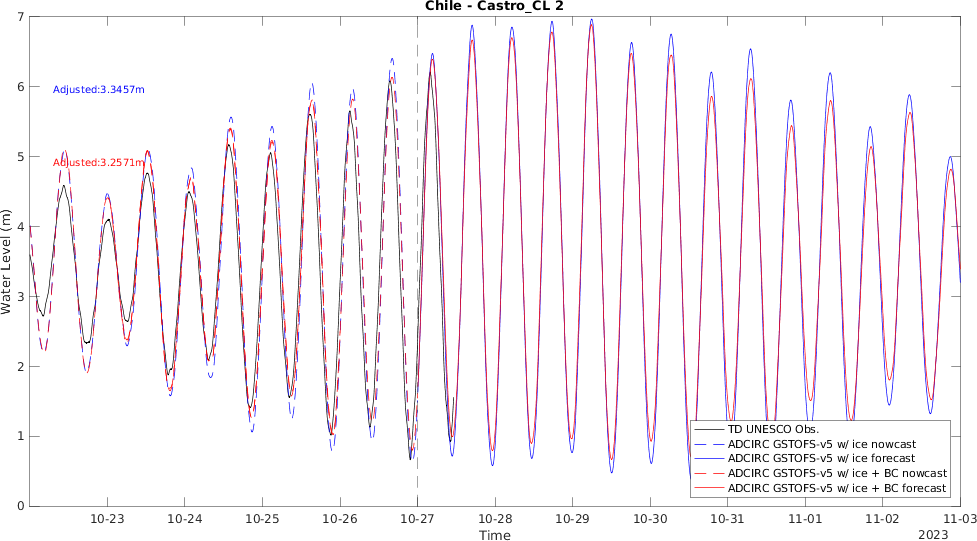 Chile - Castro_CL 2
7
6
5
4
3
2
1
0
Water Level (m)
Adjusted:3.3457m
Adjusted:3.2571m
TD UNESCO Obs.
ADCIRC GSTOFS-v5 w/ ice nowcast
ADCIRC GSTOFS-v5 w/ ice forecast
ADCIRC GSTOFS-v5 w/ ice + BC nowcast
ADCIRC GSTOFS-v5 w/ ice + BC forecast
10-23 10-24 10-25 10-26 10-27 10-28 10-29 10-30 10-31 11-01 11-02 11-03
Time
2023